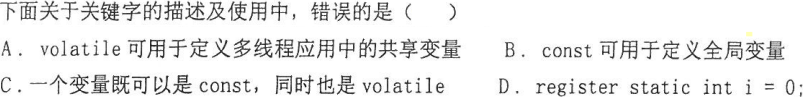 下面关于关键字的描述及使用中，错误的是（　　）
A．volatile 可用于定义多线程应用中的共享变量　　B．const 可用于定义全局变量
C．一个变量既可以是 const，同时也是 volatile　　D．register static int i = 0;